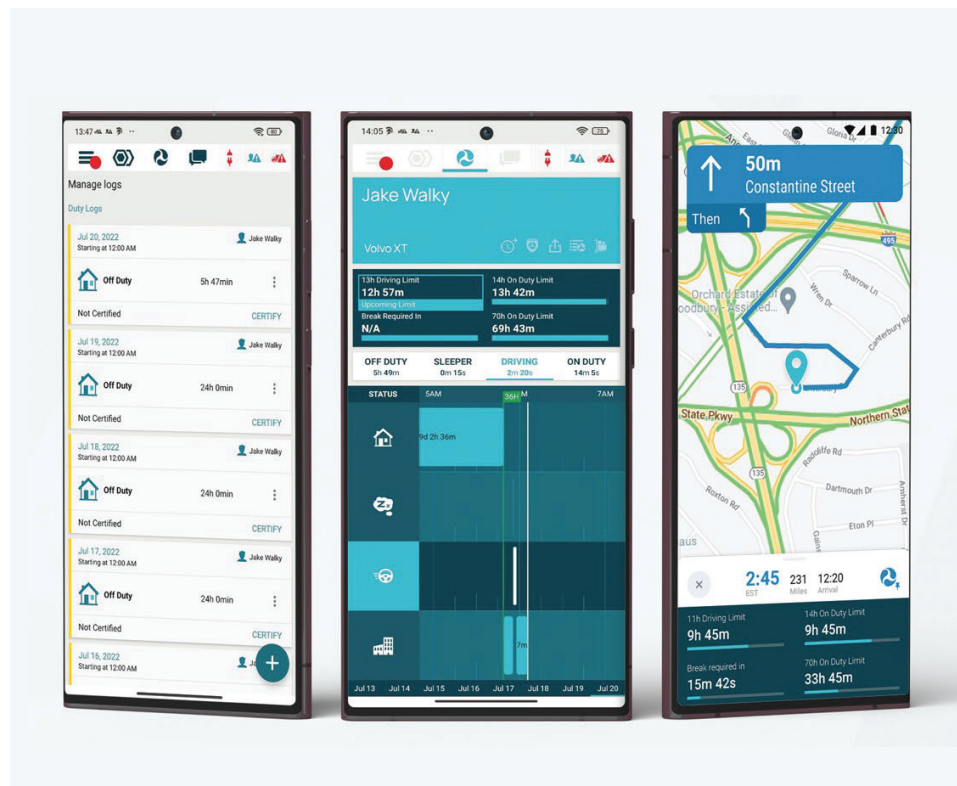 13:47
80
Manage logs
Duty Logs
Jul 20, 2022
Starting at 12:00 AM
Jake Walky
Off Duty
5h 47min
Not Certified
CERTIFY
Jul 19, 2022
Starting at 12:00 AM
Jake Walky
Off Duty
24h 0min
Not Certified
CERTIFY
Jul 18, 2022
Starting at 12:00 AM
Jake Walky
Off Duty
24h 0min
Not Certified
CERTIFY
Jul 17, 2022
Starting at 12:00 AM
Jake Walky
Off Duty
24h 0min
Not Certified
CERTIFY
Jul 16, 2022
Starting at 12:00 AM
+
14:05
75
Jake Walky
Volvo XT
13h Driving Limit
12h 57m
Upcoming Limit
14h On Duty Limit
13h 42m
Break Required In
N/A
70h On Duty Limit
69h 43m
OFF DUTY SLEEPER DRIVING ON DUTY
5h 49m 0m 15s 2m 20s 14m 5s
STATUS 5AM 36H M 7AM
9d 2h 36m
7m
Jul 13 Jul 14 Jul 15 Jul 16 Jul 17 Jul 18 Jul 19 Jul 20
12:30
50m
Constantine Street
Then
495
Sparrow Ln
Wren Dr
Orchard Estate of
oodbury - Assisted...
Canterbury Rd
135
State Pkwy
Northern Stat
Radcliffe Rd
135
Dartmouth Dr
Amherst Dr
Roxton Rd
Eton Pl
aus
×
2:45 231 12:20
EST Miles Arrival
11h Driving Limit
9h 45m
14h On Duty Limit
9h 45m
Break required in
15m 42s
70h On Duty Limit
33h 45m